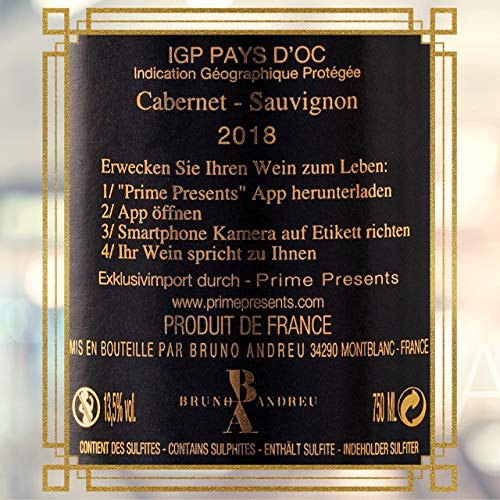 IGP PAYS D'OC
Indication Géographique Protégée
Cabernet - Sauvignon
2018
Erwecken Sie Ihren Wein zum Leben:
1/ "Prime Presents" App herunterladen
2/ App öffnen
3/ Smartphone Kamera auf Etikett richten
4/ Ihr Wein spricht zu Ihnen
Exklusivimport durch - Prime Presents
www.primepresents.com
PRODUIT DE FRANCE
MIS EN BOUTEILLE PAR BRUNO ANDREU 34290 MONTBLANC - FRANCE
13,5% vol.
BA
BRUNO ANDREU
750 Ml
CONTIENT DES SULFITES - CONTAINS SULPHITES - ENTHÄLT SULFITE - INDEHOLDER SULFITER